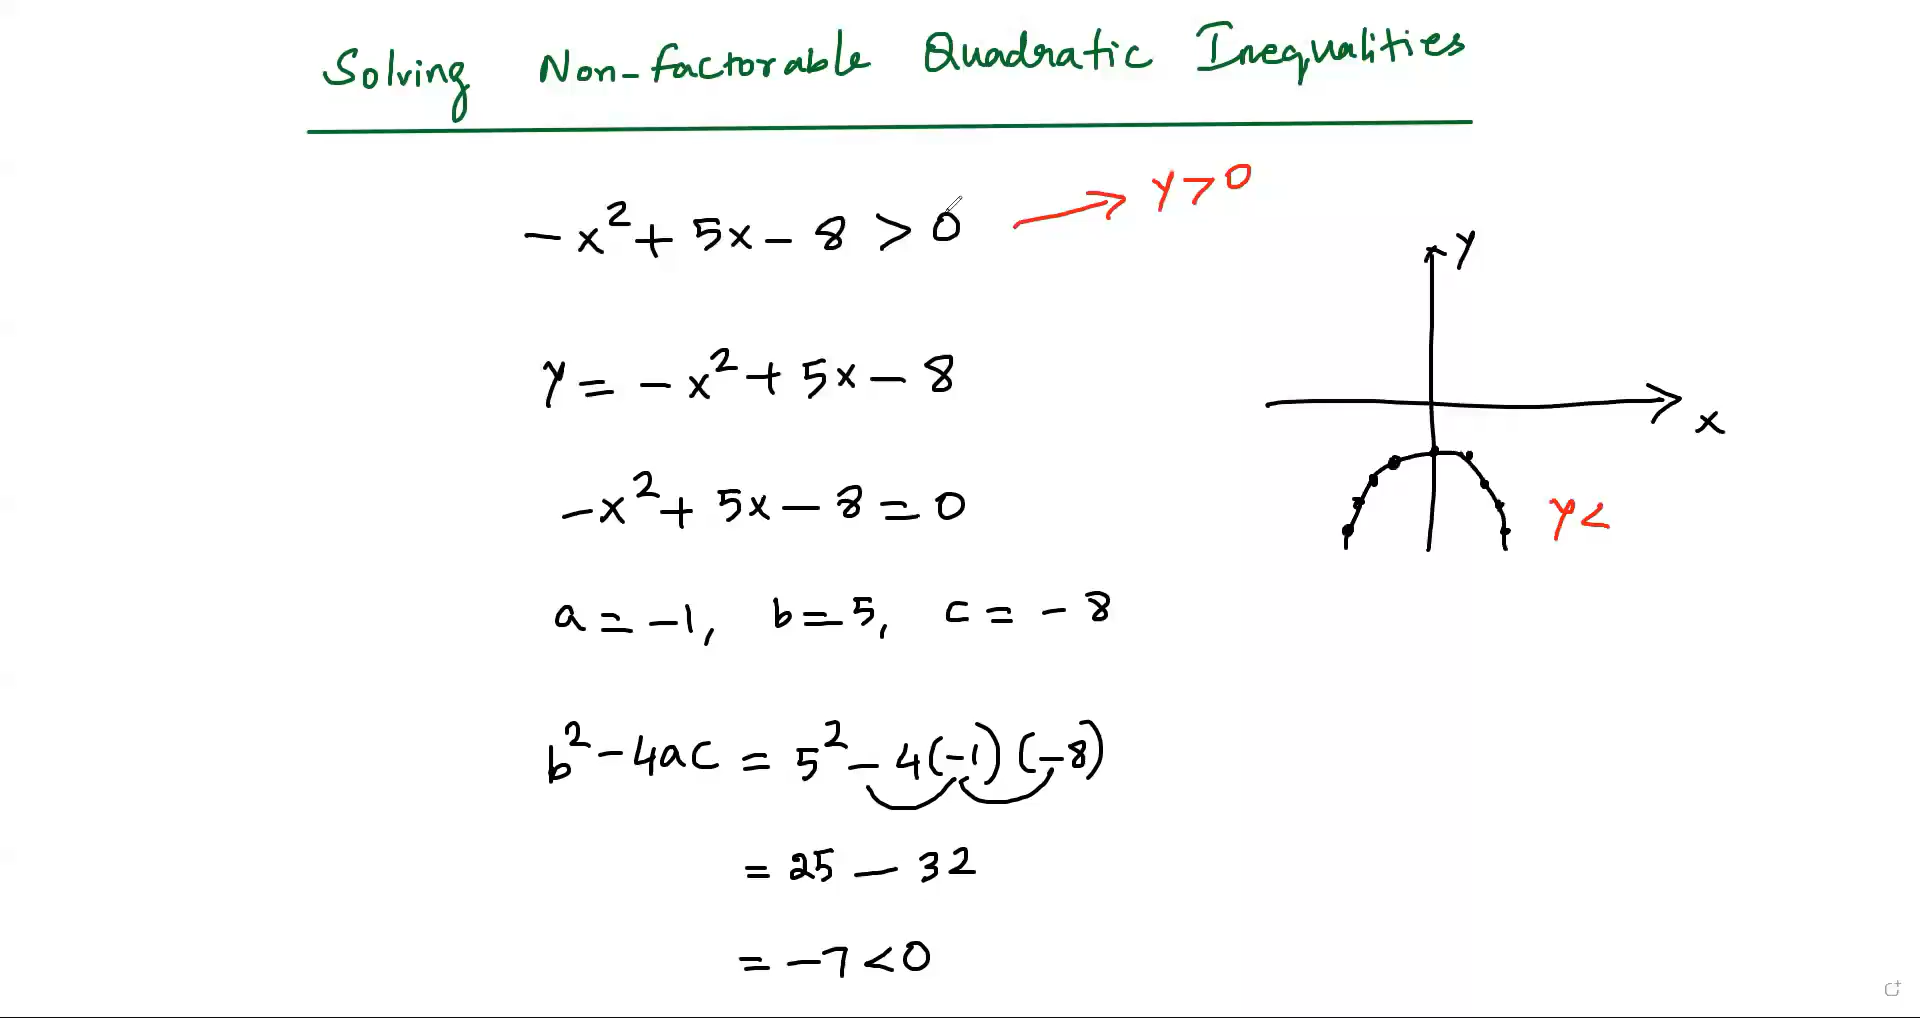 Solving Non-factorable Quadratic Inequalities
-x²+ 5x - 8 > 0
y > 0
y
y = -x²+ 5x - 8
x
-x²+ 5x - 8 = 0
y <
a = -1, b = 5, c = - 8
b² - 4ac = 5² - 4(-1)(-8)
= 25 - 32
= -7 < 0